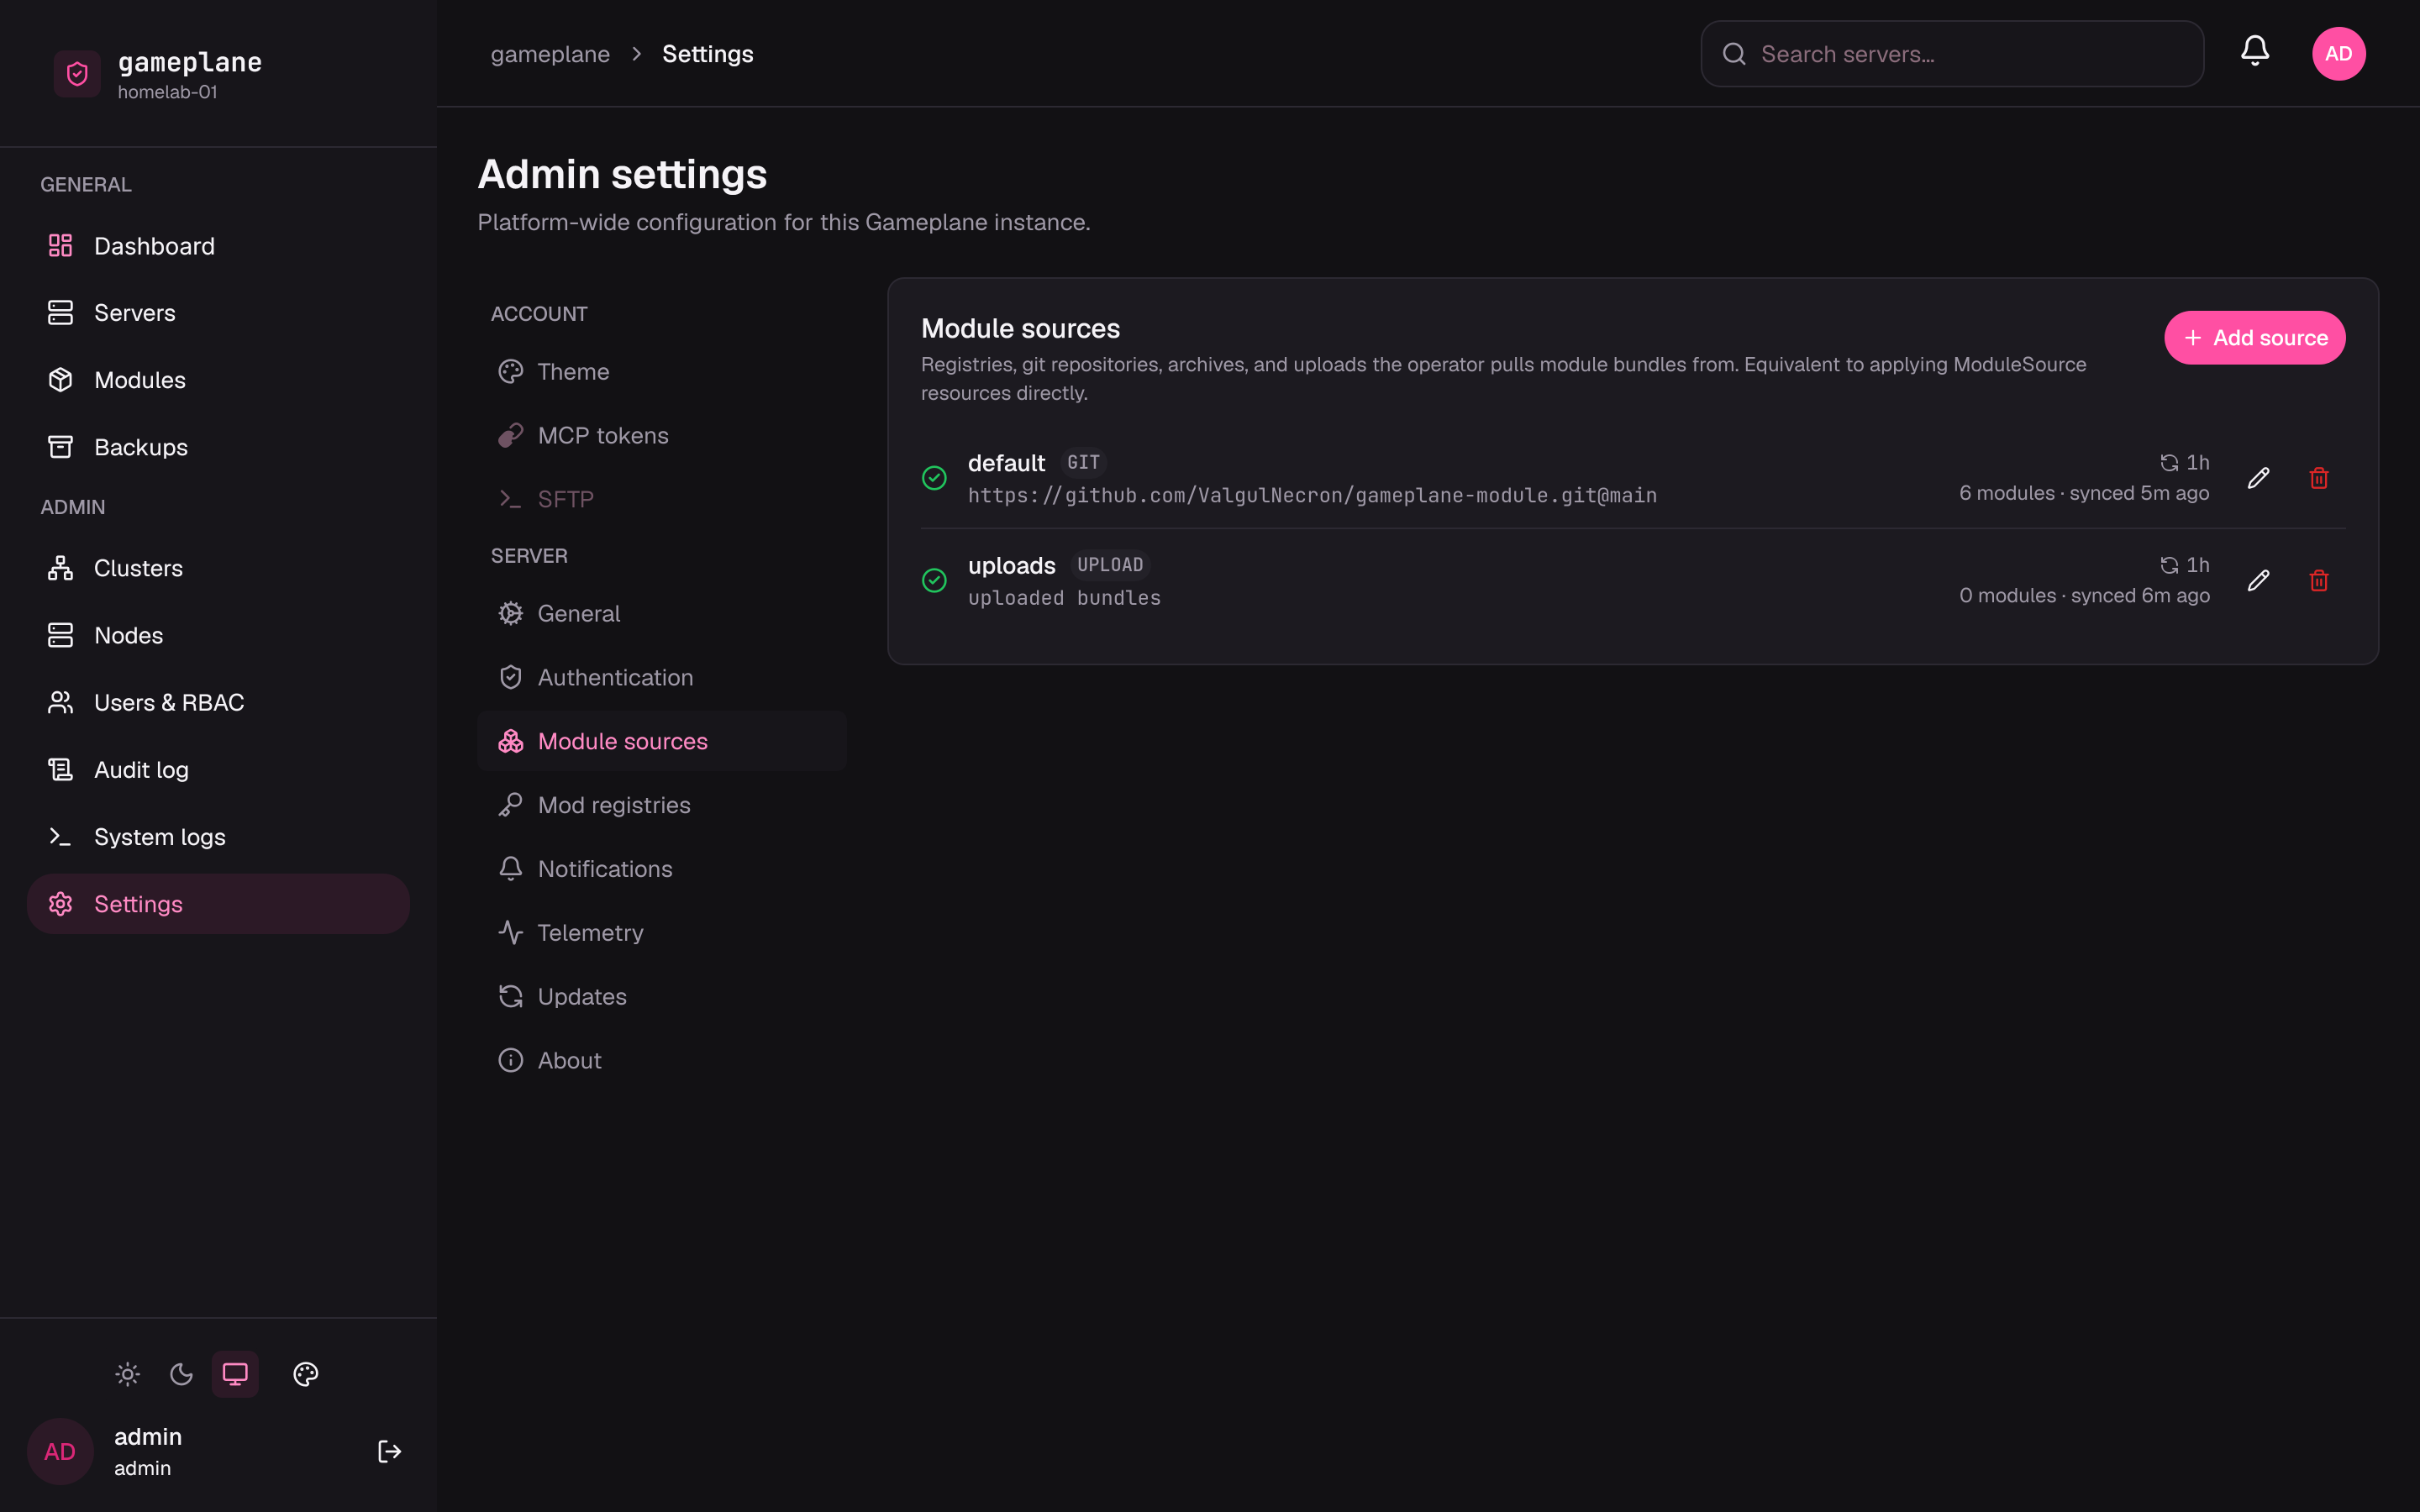 gameplane
homelab-01
GENERAL
Dashboard
Servers
Modules
Backups
ADMIN
Clusters
Nodes
Users & RBAC
Audit log
System logs
Settings
AD
admin
admin
gameplane > Settings
Search servers...
AD
Admin settings
Platform-wide configuration for this Gameplane instance.
ACCOUNT
Theme
MCP tokens
SFTP
SERVER
General
Authentication
Module sources
Mod registries
Notifications
Telemetry
Updates
About
Module sources
Registries, git repositories, archives, and uploads the operator pulls module bundles from. Equivalent to applying ModuleSource
resources directly.
+ Add source
default GIT
https://github.com/ValgulNecron/gameplane-module.git@main
1h
6 modules · synced 5m ago
uploads UPLOAD
uploaded bundles
1h
0 modules · synced 6m ago